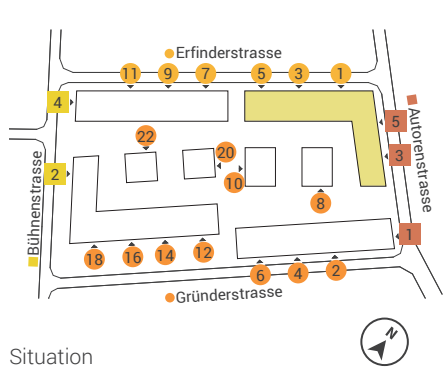 Erfinderstrasse
11 9 7 5 3 1
4
5
Autorenstrasse
22
20
3
2
10
8
Bühnenstrasse
1
18 16 14 12
6 4 2
Gründerstrasse
N
Situation